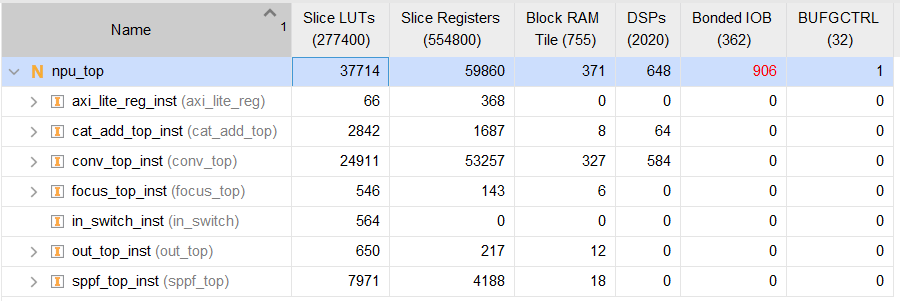 Name 1 Slice LUTs (277400) Slice Registers (554800) Block RAM Tile (755) DSPs (2020) Bonded IOB (362) BUFGCTRL (32)
N npu_top 37714 59860 371 648 906 1
I axi_lite_reg_inst (axi_lite_reg) 66 368 0 0 0 0
I cat_add_top_inst (cat_add_top) 2842 1687 8 64 0 0
I conv_top_inst (conv_top) 24911 53257 327 584 0 0
I focus_top_inst (focus_top) 546 143 6 0 0 0
I in_switch_inst (in_switch) 564 0 0 0 0 0
I out_top_inst (out_top) 650 217 12 0 0 0
I sppf_top_inst (sppf_top) 7971 4188 18 0 0 0